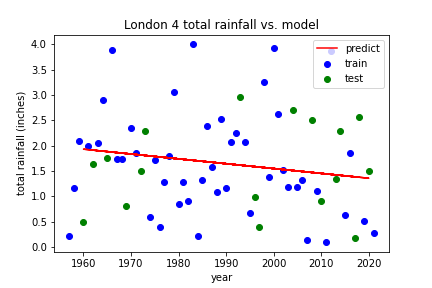 London 4 total rainfall vs. model
total rainfall (inches)
4.0
3.5
3.0
2.5
2.0
1.5
1.0
0.5
0.0
predict
train
test
1960 1970 1980 1990 2000 2010 2020
year